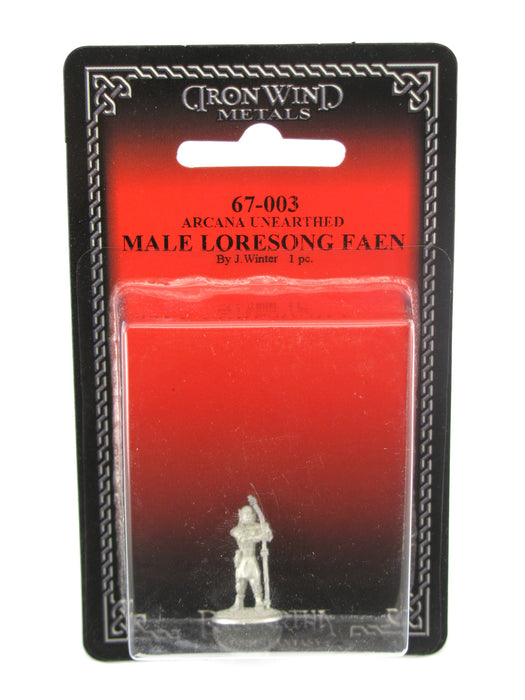 IRON WIND
METALS
67-003
ARCANA UNEARTHED
MALE LORESONG FAEN
By J. Winter 1 pc.